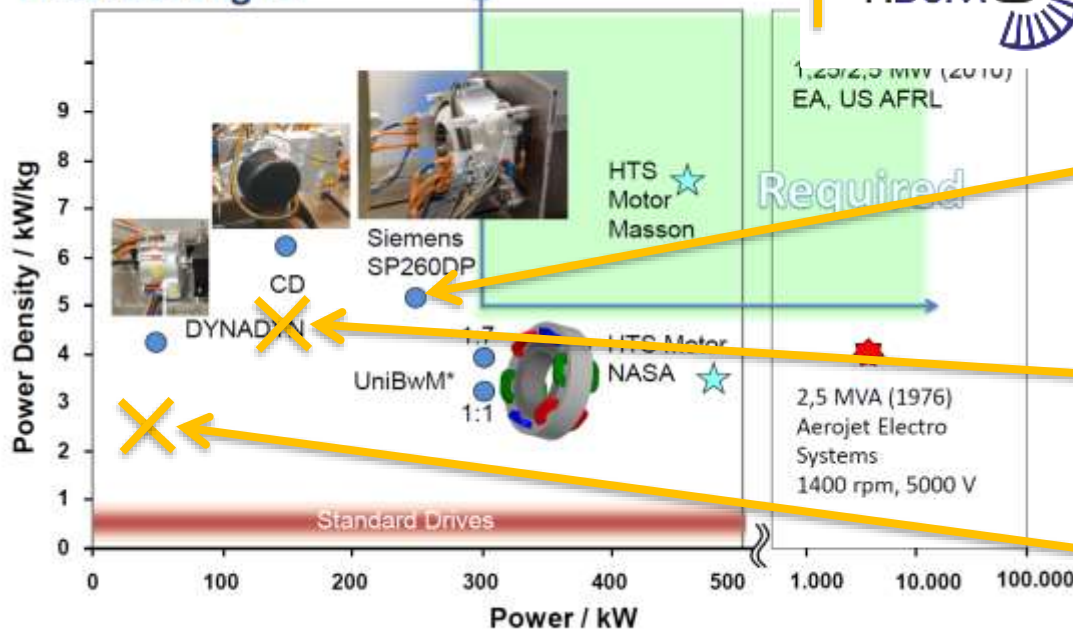 1,25/2,5 MW (2010)
EA, US AFRL
9
8
7
6
5
4
3
2
1
0
Power Density / kW/kg
HTS
Motor
Masson
Required
Siemens
SP260DP
CD
DYNADYN
1:7
UniBwM*
1:1
HTS Motor
NASA
2,5 MVA (1976)
Aerojet Electro
Systems
1400 rpm, 5000 V
Standard Drives
0 100 200 300 400 500 1.000 10.000 100.000
Power / kW